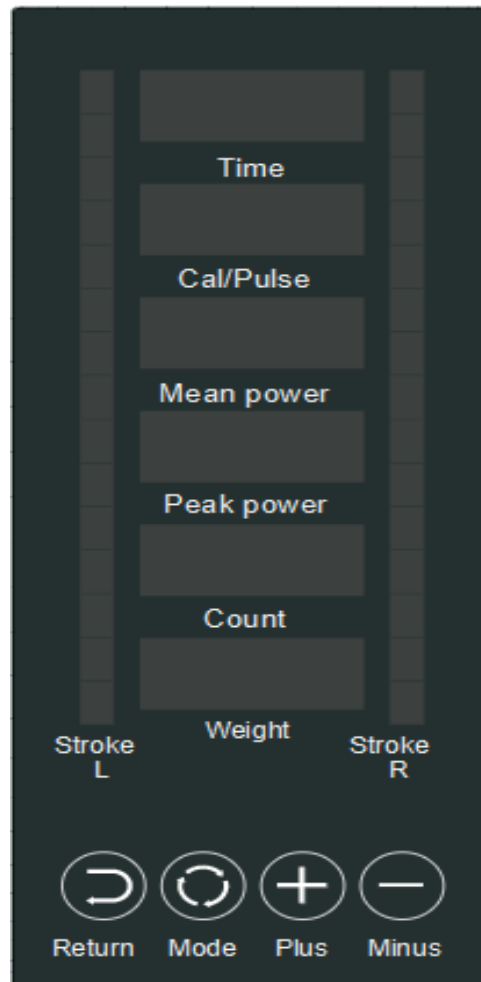 Time
Cal/Pulse
Mean power
Peak power
Count
Weight
Stroke
L
Stroke
R
Return Mode Plus Minus